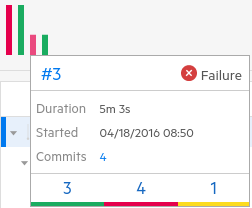 #3 Failure
Duration 5m 3s
Started 04/18/2016 08:50
Commits 4
3 4 1